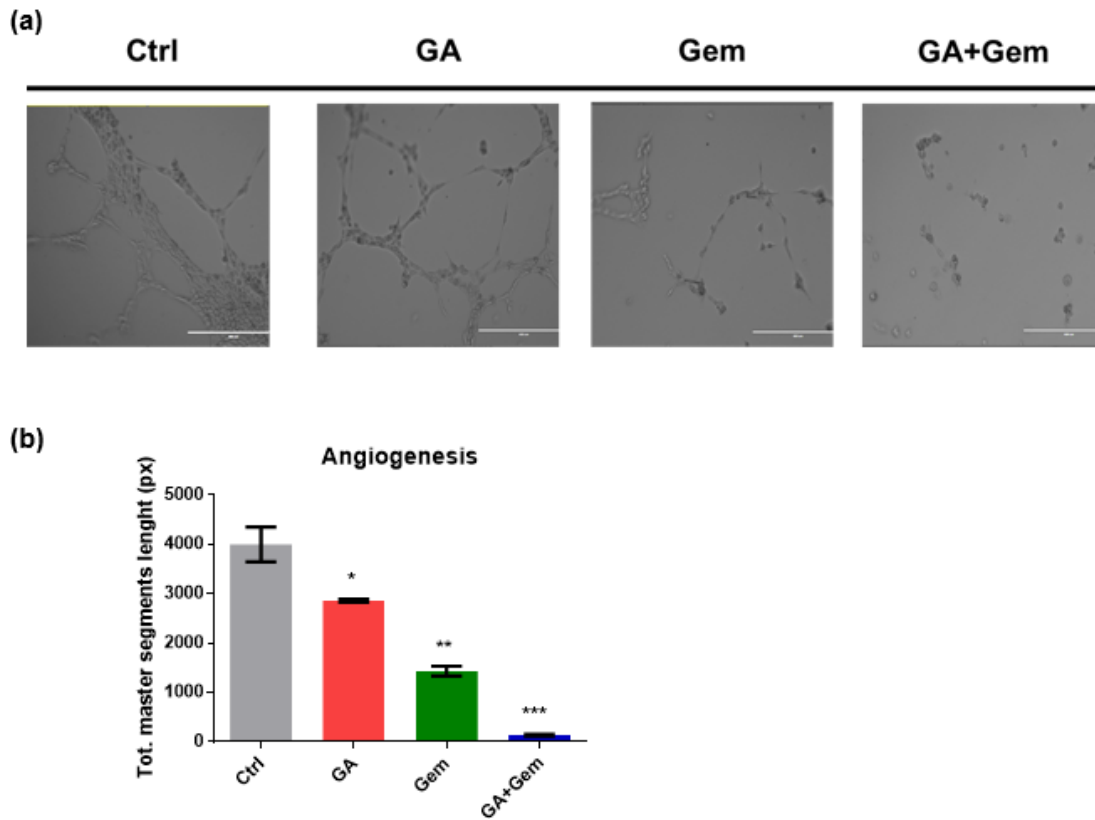 (a)
Ctrl GA Gem GA+Gem
(b)
Angiogenesis
Tot. master segments lenght (px)
5000
4000
3000
2000
1000
0
*
**
***
Ctrl GA Gem GA+Gem